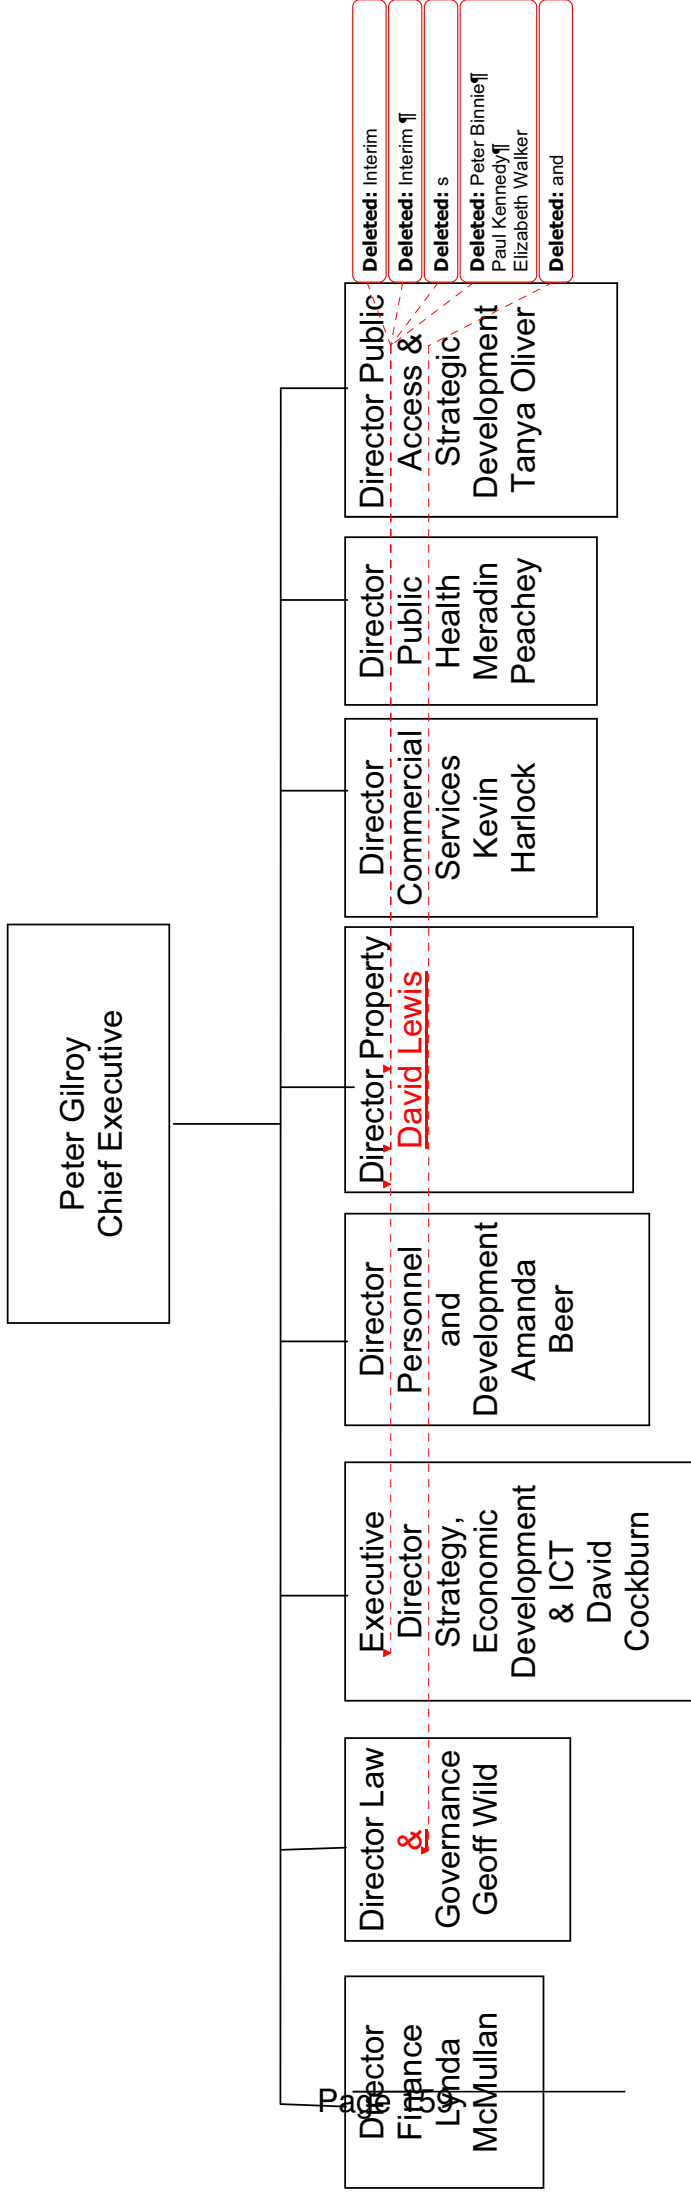 Peter Gilroy
Chief Executive
Director
Finance
Lynda
McMullan
Director Law
&
Governance
Geoff Wild
Executive
Director
Strategy,
Economic
Development
& ICT
David
Cockburn
Director
Personnel
and
Development
Amanda
Beer
Director Property
David Lewis
Director
Commercial
Services
Kevin
Harlock
Director
Public
Health
Meradin
Peachey
Director Public
Access &
Strategic
Development
Tanya Oliver
Deleted: Interim
Deleted: Interim ¶
Deleted: s
Deleted: Peter Binnie¶
Paul Kennedy¶
Elizabeth Walker
Deleted: and
Page 159